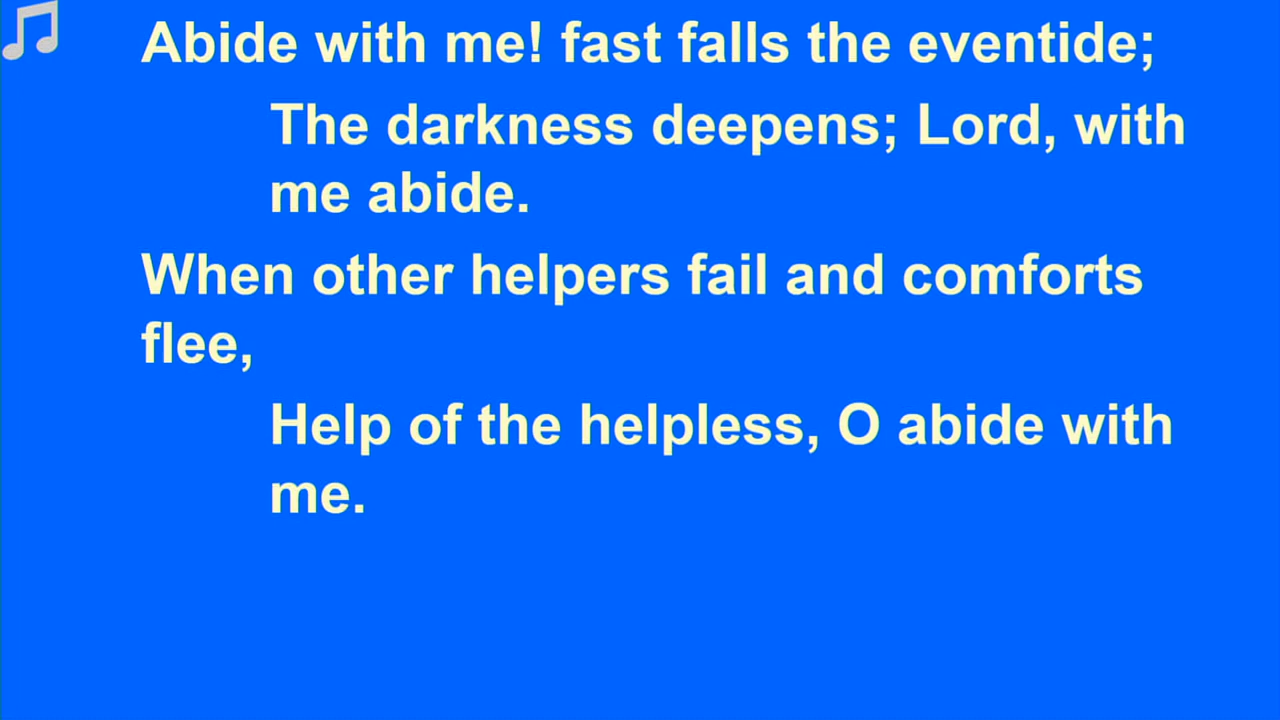 Abide with me! fast falls the eventide;
The darkness deepens; Lord, with
me abide.
When other helpers fail and comforts
flee,
Help of the helpless, O abide with
me.